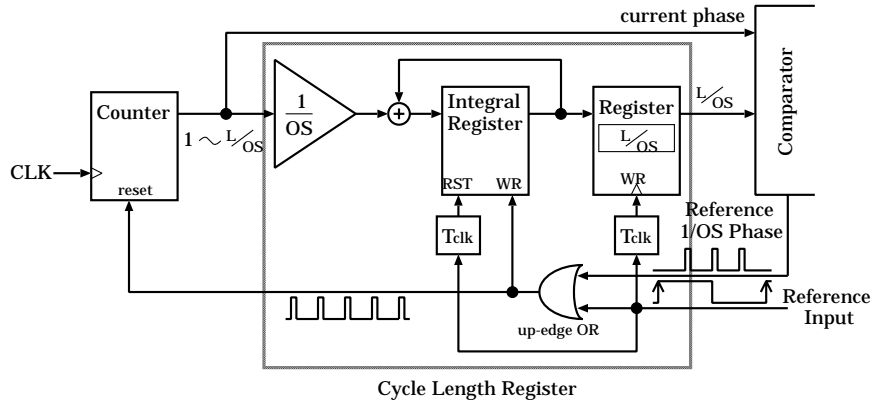 current phase
Comparator
Counter
1 ∼ L/OS
CLK
reset
1
OS
+
Integral
Register
RST WR
Register
L/OS
WR
L/OS
Tclk
Tclk
Reference
1/OS Phase
Reference
Input
up-edge OR
Cycle Length Register